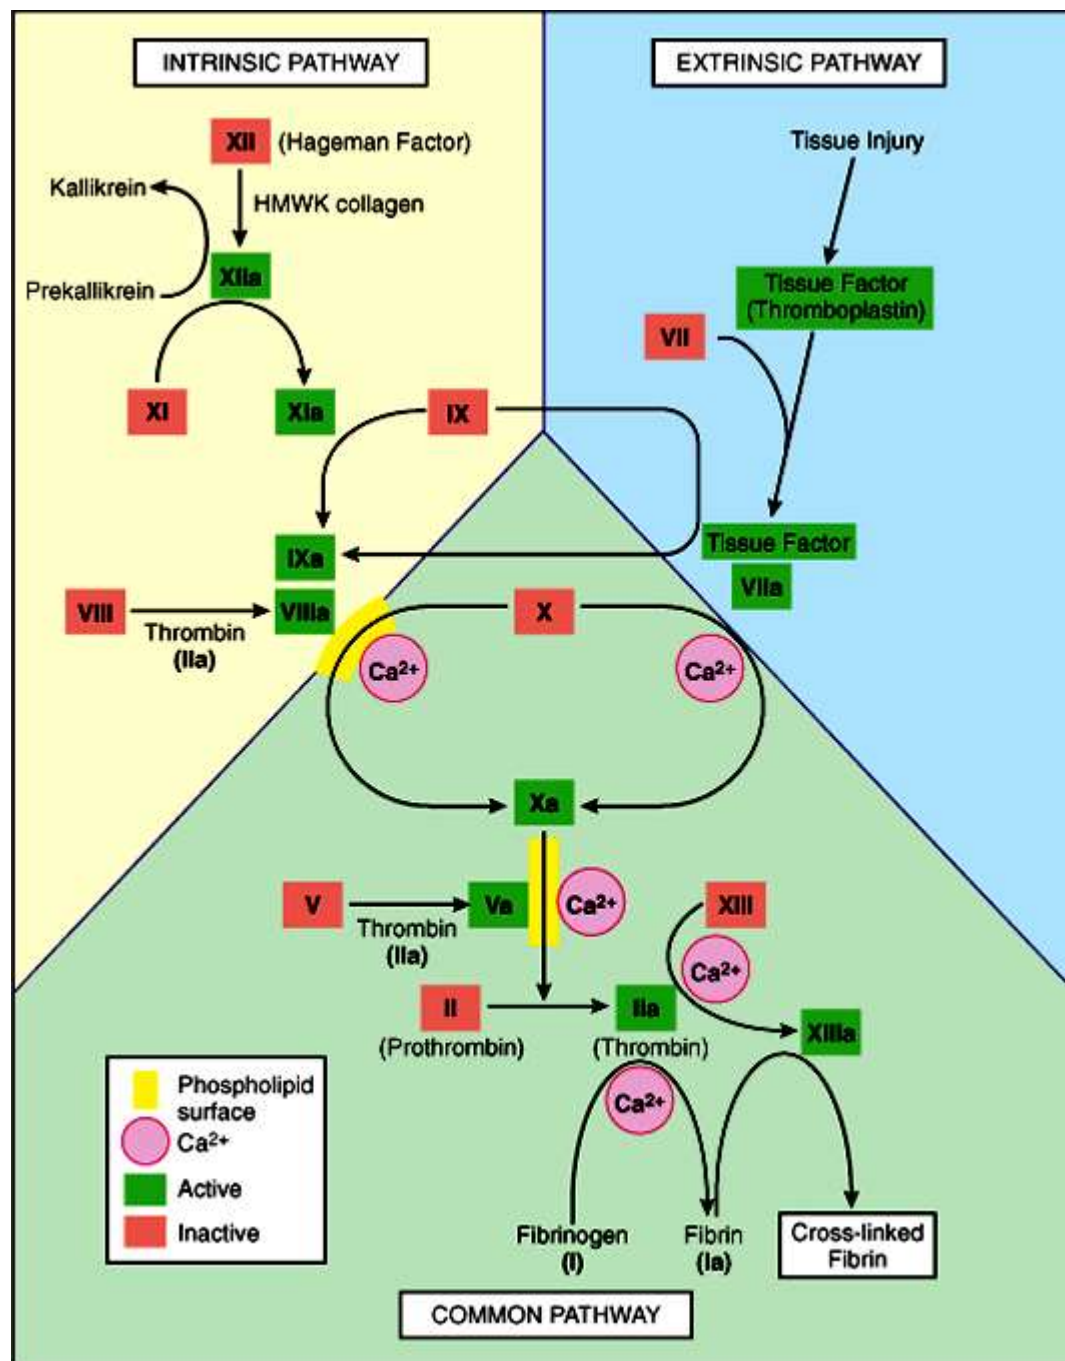 INTRINSIC PATHWAY
EXTRINSIC PATHWAY
XII (Hageman Factor)
Tissue Injury
Kallikrein
HMWK collagen
XIIa
Prekallikrein
Tissue Factor
(Thromboplastin)
VII
XI
XIa
IX
IXa
Tissue Factor
VIIa
VIII
Thrombin
(IIa)
VIIIa
X
Ca2+
Ca2+
Xa
V
Thrombin
(IIa)
Va
Ca2+
XIII
Ca2+
II
(Prothrombin)
IIa
(Thrombin)
XIIIa
Ca2+
Phospholipid
surface
Ca2+
Active
Inactive
Fibrinogen
(I)
Fibrin
(Ia)
Cross-linked
Fibrin
COMMON PATHWAY